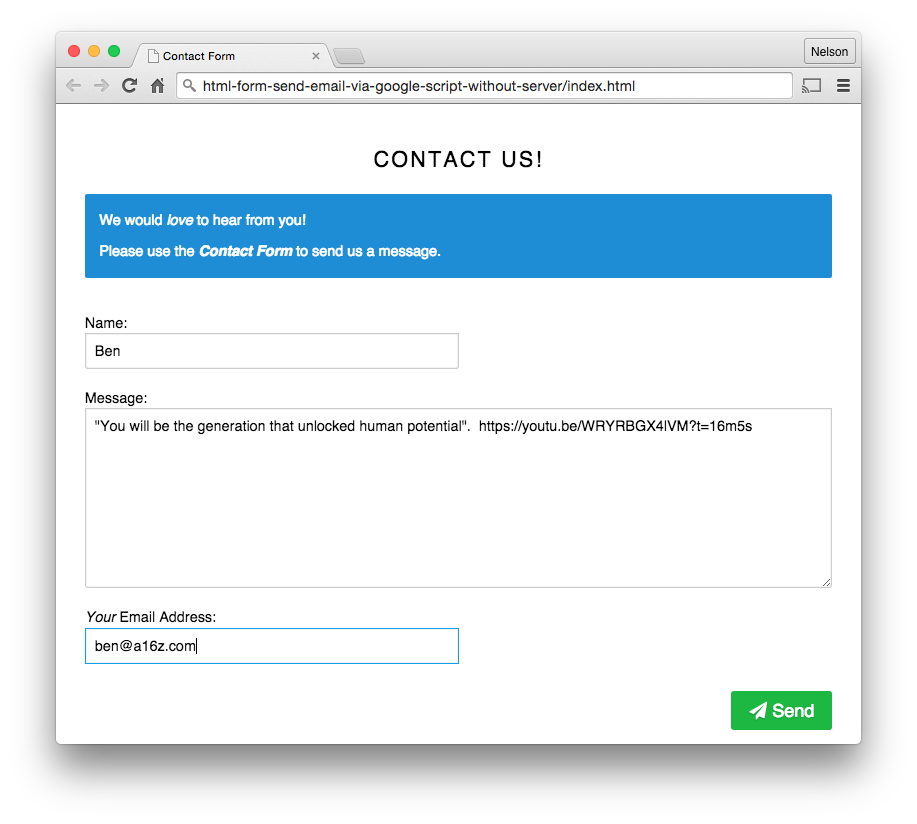 Contact Form
Nelson
html-form-send-email-via-google-script-without-server/index.html
CONTACT US!
We would love to hear from you!
Please use the Contact Form to send us a message.
Name:
Ben
Message:
"You will be the generation that unlocked human potential".  https://youtu.be/WRYRBGX4lVM?t=16m5s
Your Email Address:
ben@a16z.com
Send